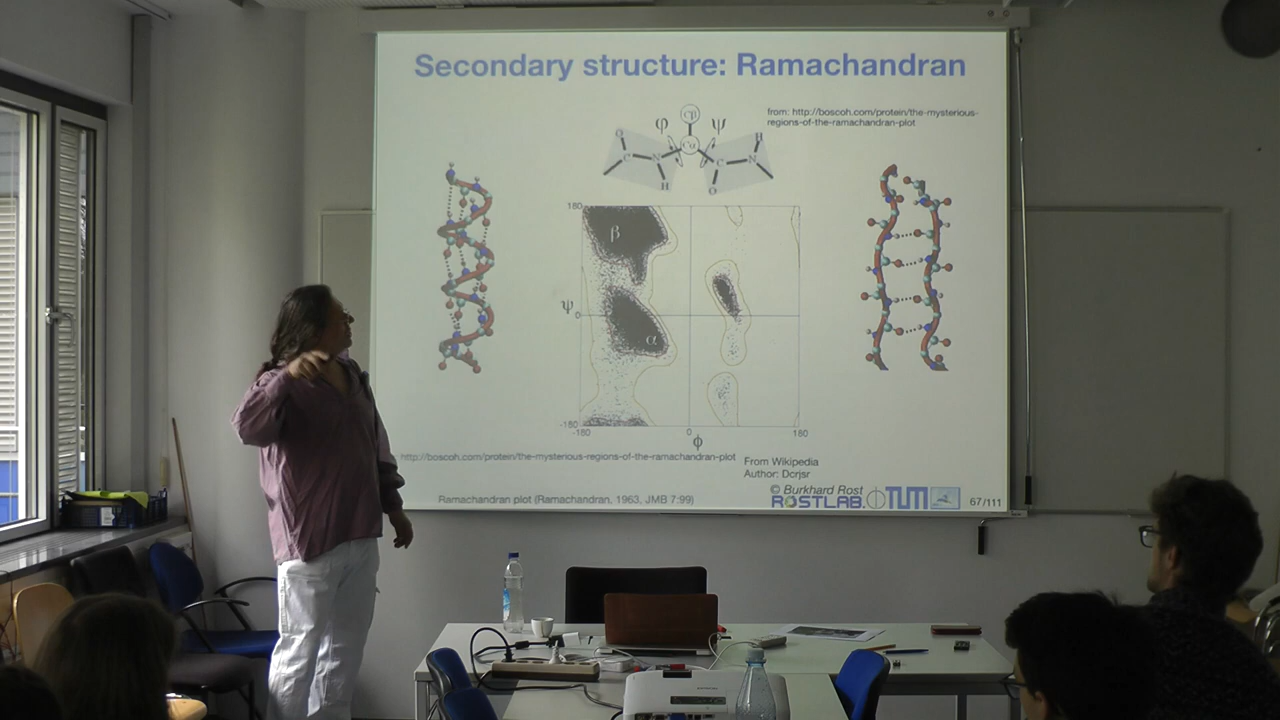 Secondary structure: Ramachandran
from: http://boscoh.com/protein/the-mysterious-
regions-of-the-ramachandran-plot
Cβ
φ ψ
O H
C N Cα C N
H O
180
β
ψ
0
α
-180
-180 0 180
ϕ
http://boscoh.com/protein/the-mysterious-regions-of-the-ramachandran-plot
From Wikipedia
Author: Dcrjsr
Ramachandran plot (Ramachandran, 1963, JMB 7:99)
© Burkhard Rost
ROSTLAB. TUM
67/111